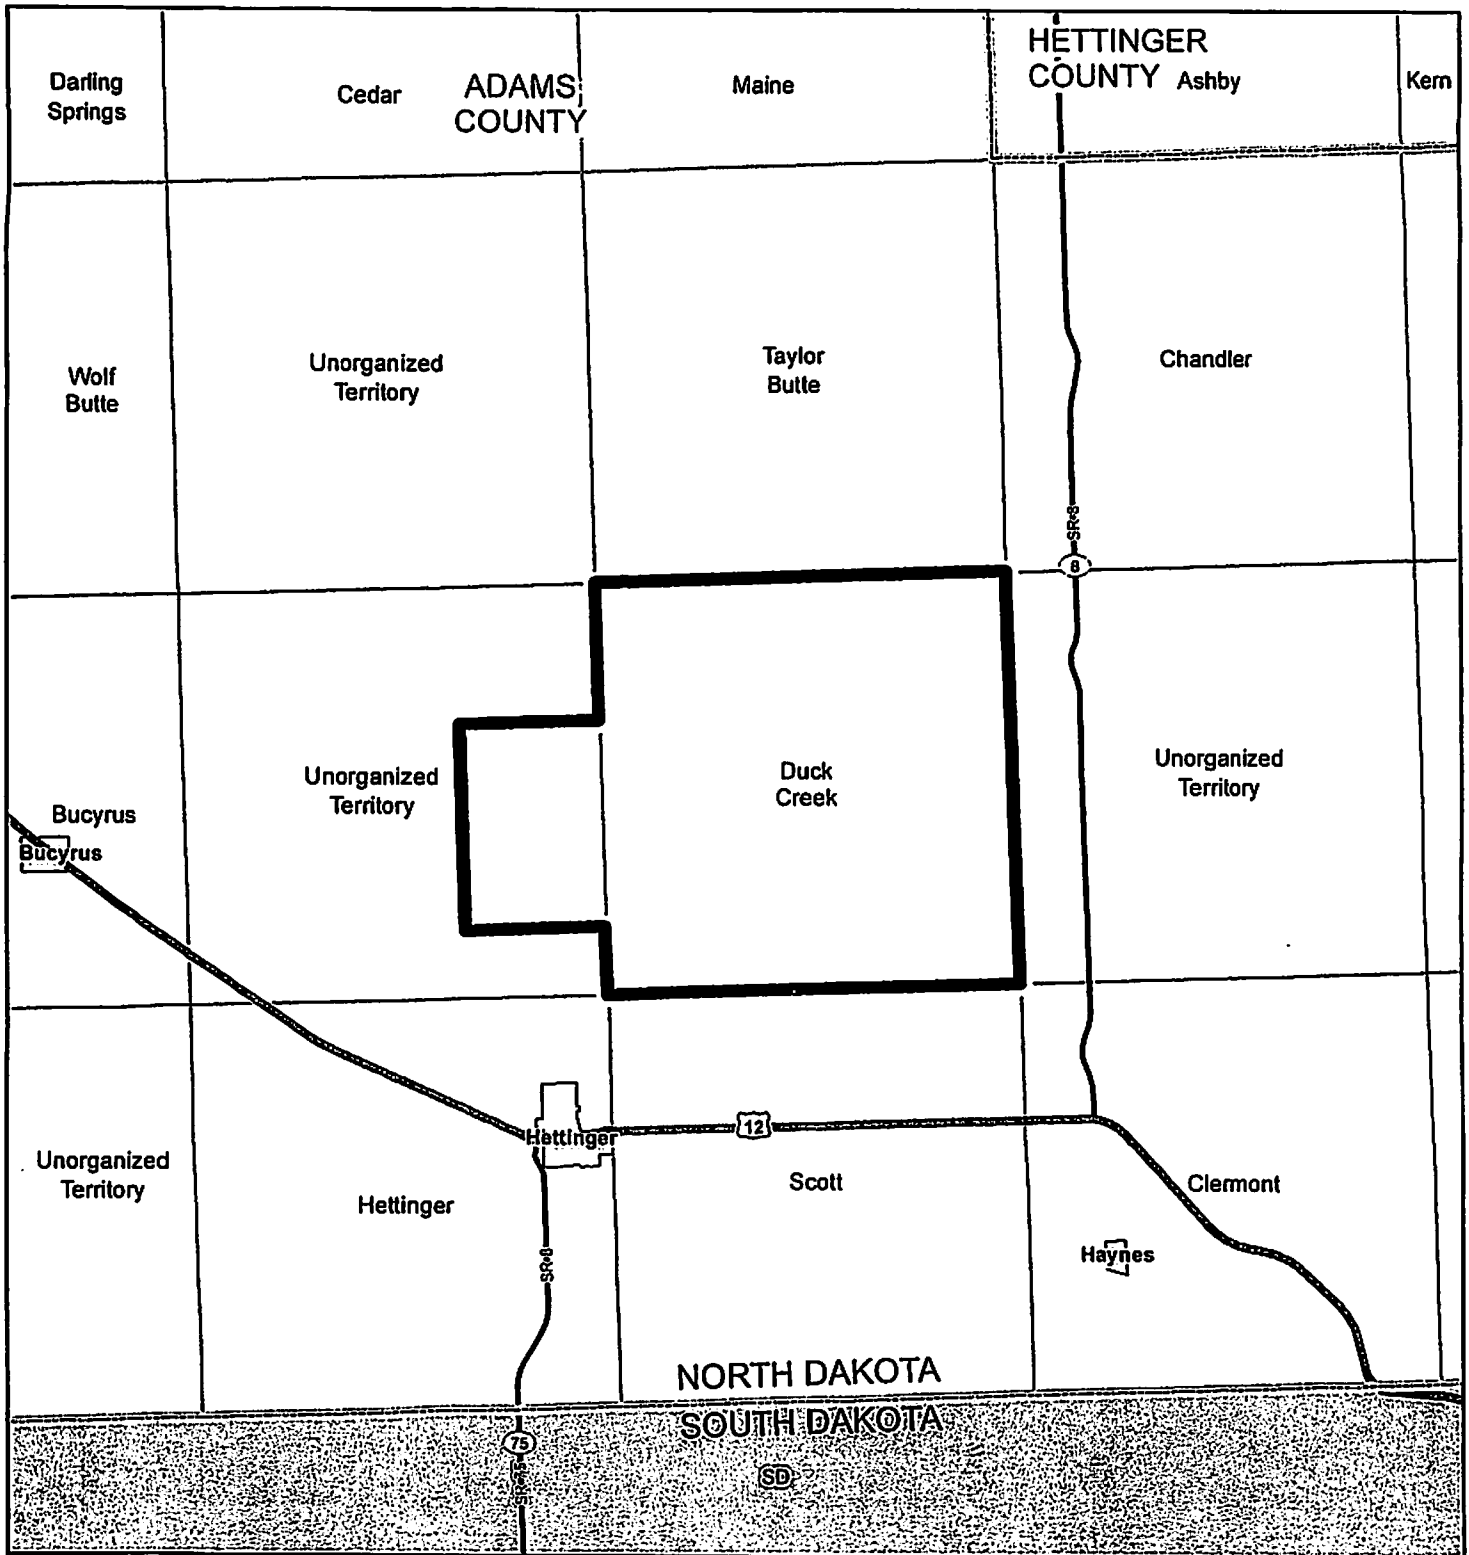 HETTINGER
COUNTY
Darling
Springs
Cedar
ADAMS
COUNTY
Maine
Ashby
Kern
Wolf
Butte
Unorganized
Territory
Taylor
Butte
Chandler
SR-8
8
Bucyrus
Bucyrus
Unorganized
Territory
Duck
Creek
Unorganized
Territory
Hettinger
12
Unorganized
Territory
Hettinger
Scott
Clermont
SR-8
Haynes
NORTH DAKOTA
SOUTH DAKOTA
75
SD